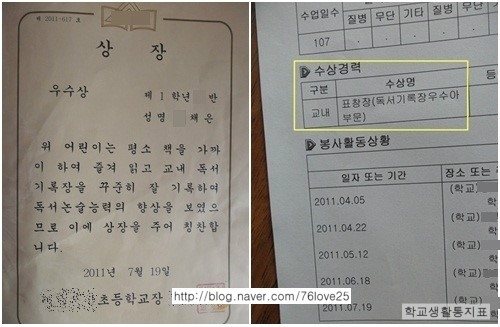 제 2011-017 호
상 장
우수상
제 1 학년 반
성명 채은
위 어린이는 평소 책을 가까
이 하여 즐겨 읽고 교내 독서
기록장을 꾸준히 잘 기록하여
독서논술능력의 향상을 보였으
므로 이에 상장을 주어 칭찬합
니다.
2011년 7월 19일
초등학교장
수업일수
질병 무단 기타 질병 무단
107 . . . . .
수상경력
구분 수상명 등
교내 표창장(독서기록장우수아
부문)
봉사활동상황
일자 또는 기간 장소 또는
2011.04.05 (학교)
2011.04.22 (학교)
2011.05.12 (학교)
2011.06.18 (학교)
2011.07.19 (학교)
http://blog.naver.com/76love25
학교생활통지표